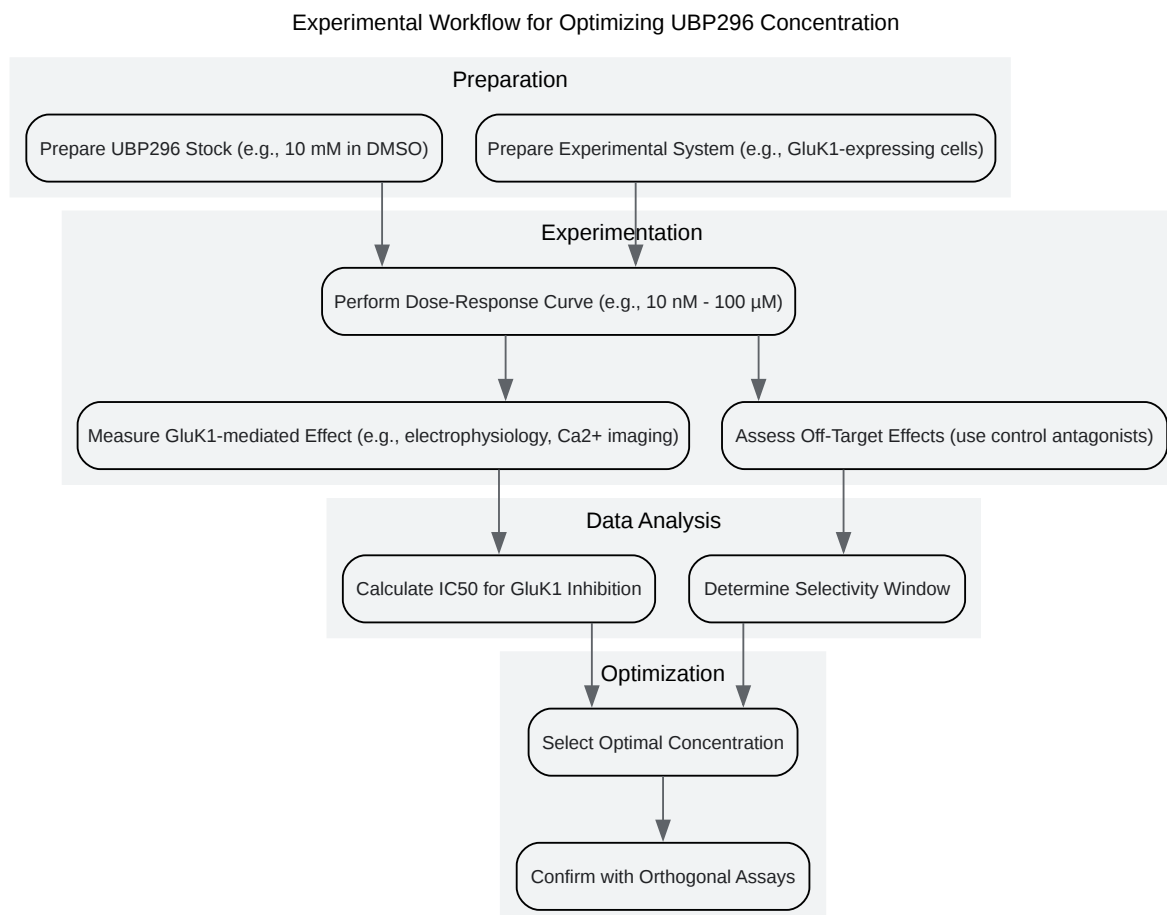 Experimental Workflow for Optimizing UBP296 Concentration
Preparation
Prepare UBP296 Stock (e.g., 10 mM in DMSO)
Prepare Experimental System (e.g., GluK1-expressing cells)
Experimentation
Perform Dose-Response Curve (e.g., 10 nM - 100 µM)
Measure GluK1-mediated Effect (e.g., electrophysiology, Ca2+ imaging)
Assess Off-Target Effects (use control antagonists)
Data Analysis
Calculate IC50 for GluK1 Inhibition
Determine Selectivity Window
Optimization
Select Optimal Concentration
Confirm with Orthogonal Assays